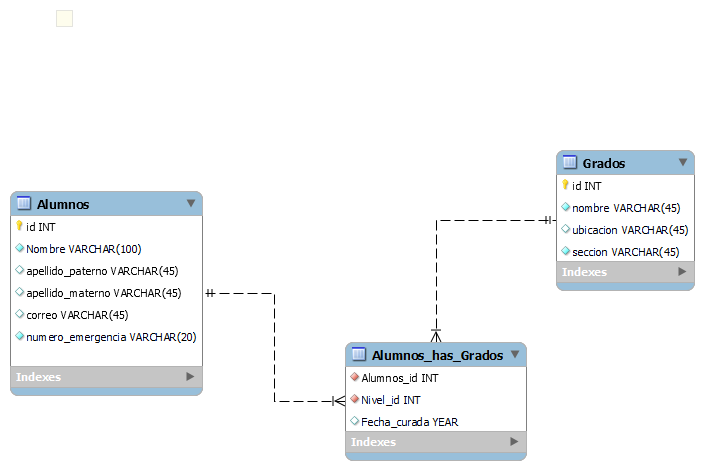 Alumnos
id INT
Nombre VARCHAR(100)
apellido_paterno VARCHAR(45)
apellido_materno VARCHAR(45)
correo VARCHAR(45)
numero_emergencia VARCHAR(20)
Indexes
Grados
id INT
nombre VARCHAR(45)
ubicacion VARCHAR(45)
seccion VARCHAR(45)
Indexes
Alumnos_has_Grados
Alumnos_id INT
Nivel_id INT
Fecha_curada YEAR
Indexes